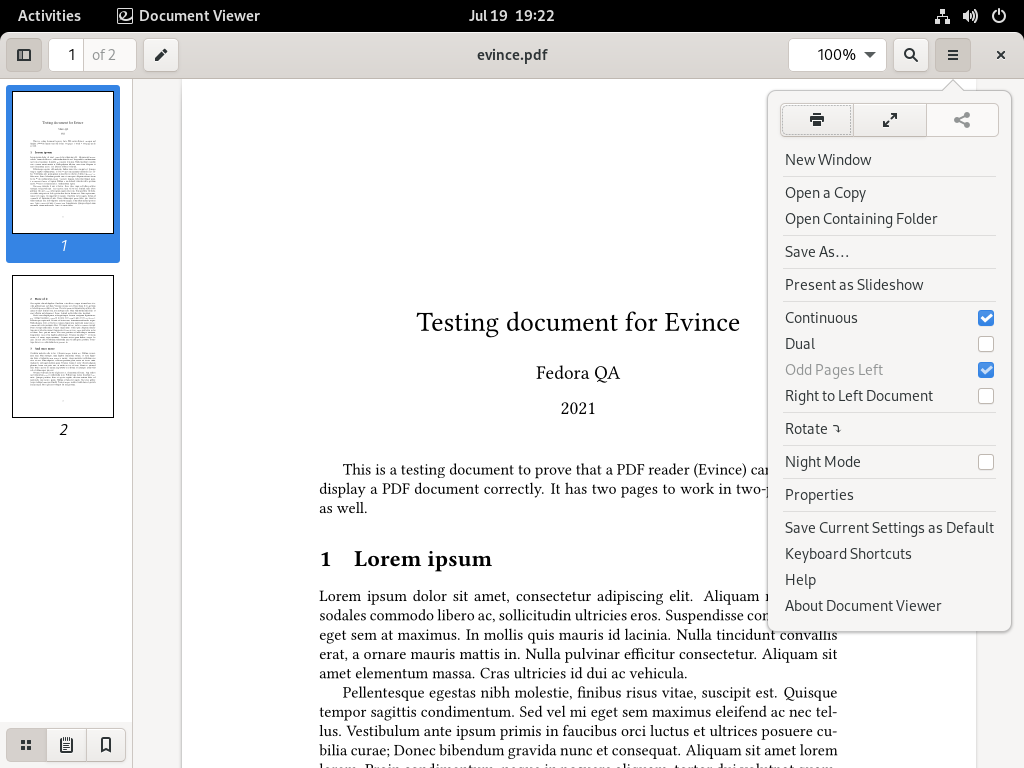 Activities Document Viewer Jul 19 19:22
1 of 2 evince.pdf 100%
1
2
Testing document for Evince
Fedora QA
2021
This is a testing document to prove that a PDF reader (Evince) can
display a PDF document correctly. It has two pages to work in
as well.
1 Lorem ipsum
Lorem ipsum dolor sit amet, consectetur adipiscing elit. Aliquam
sodales commodo libero ac, sollicitudin ultricies eros. Suspendisse
eget sem at maximus. In mollis quis mauris id lacinia. Nulla tincidunt convallis
erat, a ornare mauris mattis in. Nulla pulvinar efficitur consectetur. Aliquam sit
amet elementum massa. Cras ultricies id dui ac vehicula.
Pellentesque egestas nibh molestie, finibus risus vitae, suscipit est. Quisque
tempor sagittis condimentum. Sed vel mi eget sem maximus eleifend ac nec tel-
lus. Vestibulum ante ipsum primis in faucibus orci luctus et ultrices posuere cu-
bilia curae; Donec bibendum gravida nunc et consequat. Aliquam sit amet lorem
New Window
Open a Copy
Open Containing Folder
Save As…
Present as Slideshow
Continuous
Dual
Odd Pages Left
Right to Left Document
Rotate ⤵
Night Mode
Properties
Save Current Settings as Default
Keyboard Shortcuts
Help
About Document Viewer